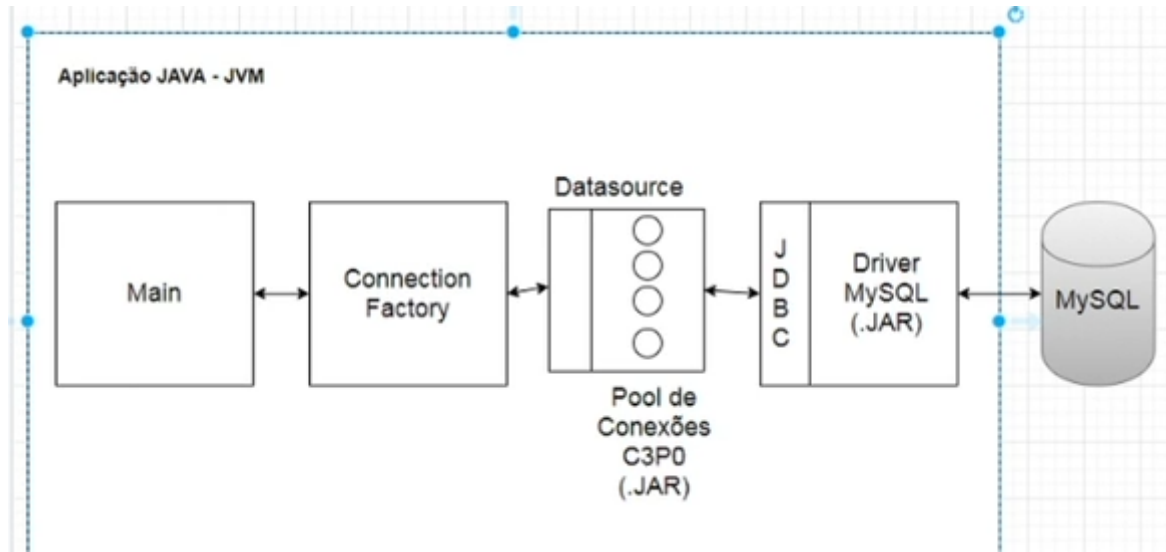 Aplicação JAVA - JVM
Datasource
Main
Connection
Factory
J
D
B
C
Driver
MySQL
(.JAR)
MySQL
Pool de
Conexões
C3P0
(.JAR)